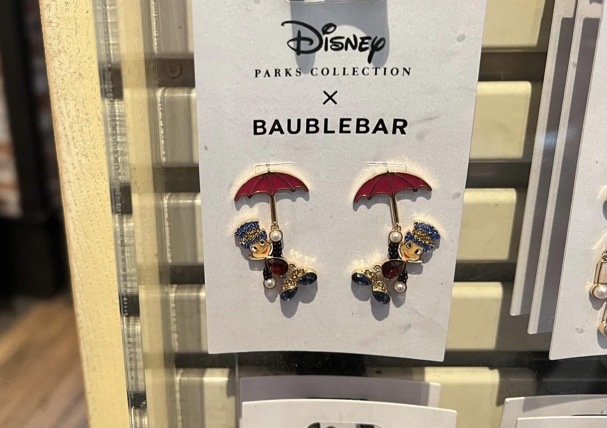 Disney
PARKS COLLECTION
×
BAUBLEBAR